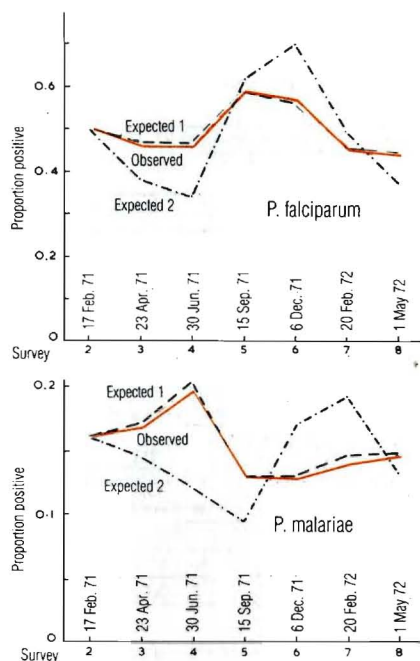 Proportion positive
0.6
0.4
0.2
0
Expected 1
Observed
Expected 2
P. falciparum
17 Feb. 71
23 Apr. 71
30 Jun. 71
15 Sep. 71
6 Dec. 71
20 Feb. 72
1 May 72
Survey 2 3 4 5 6 7 8
Proportion positive
0.2
0.1
0
Expected 1
Observed
Expected 2
P. malariae
17 Feb. 71
23 Apr. 71
30 Jun. 71
15 Sep. 71
6 Dec. 71
20 Feb. 72
1 May 72
Survey 2 3 4 5 6 7 8